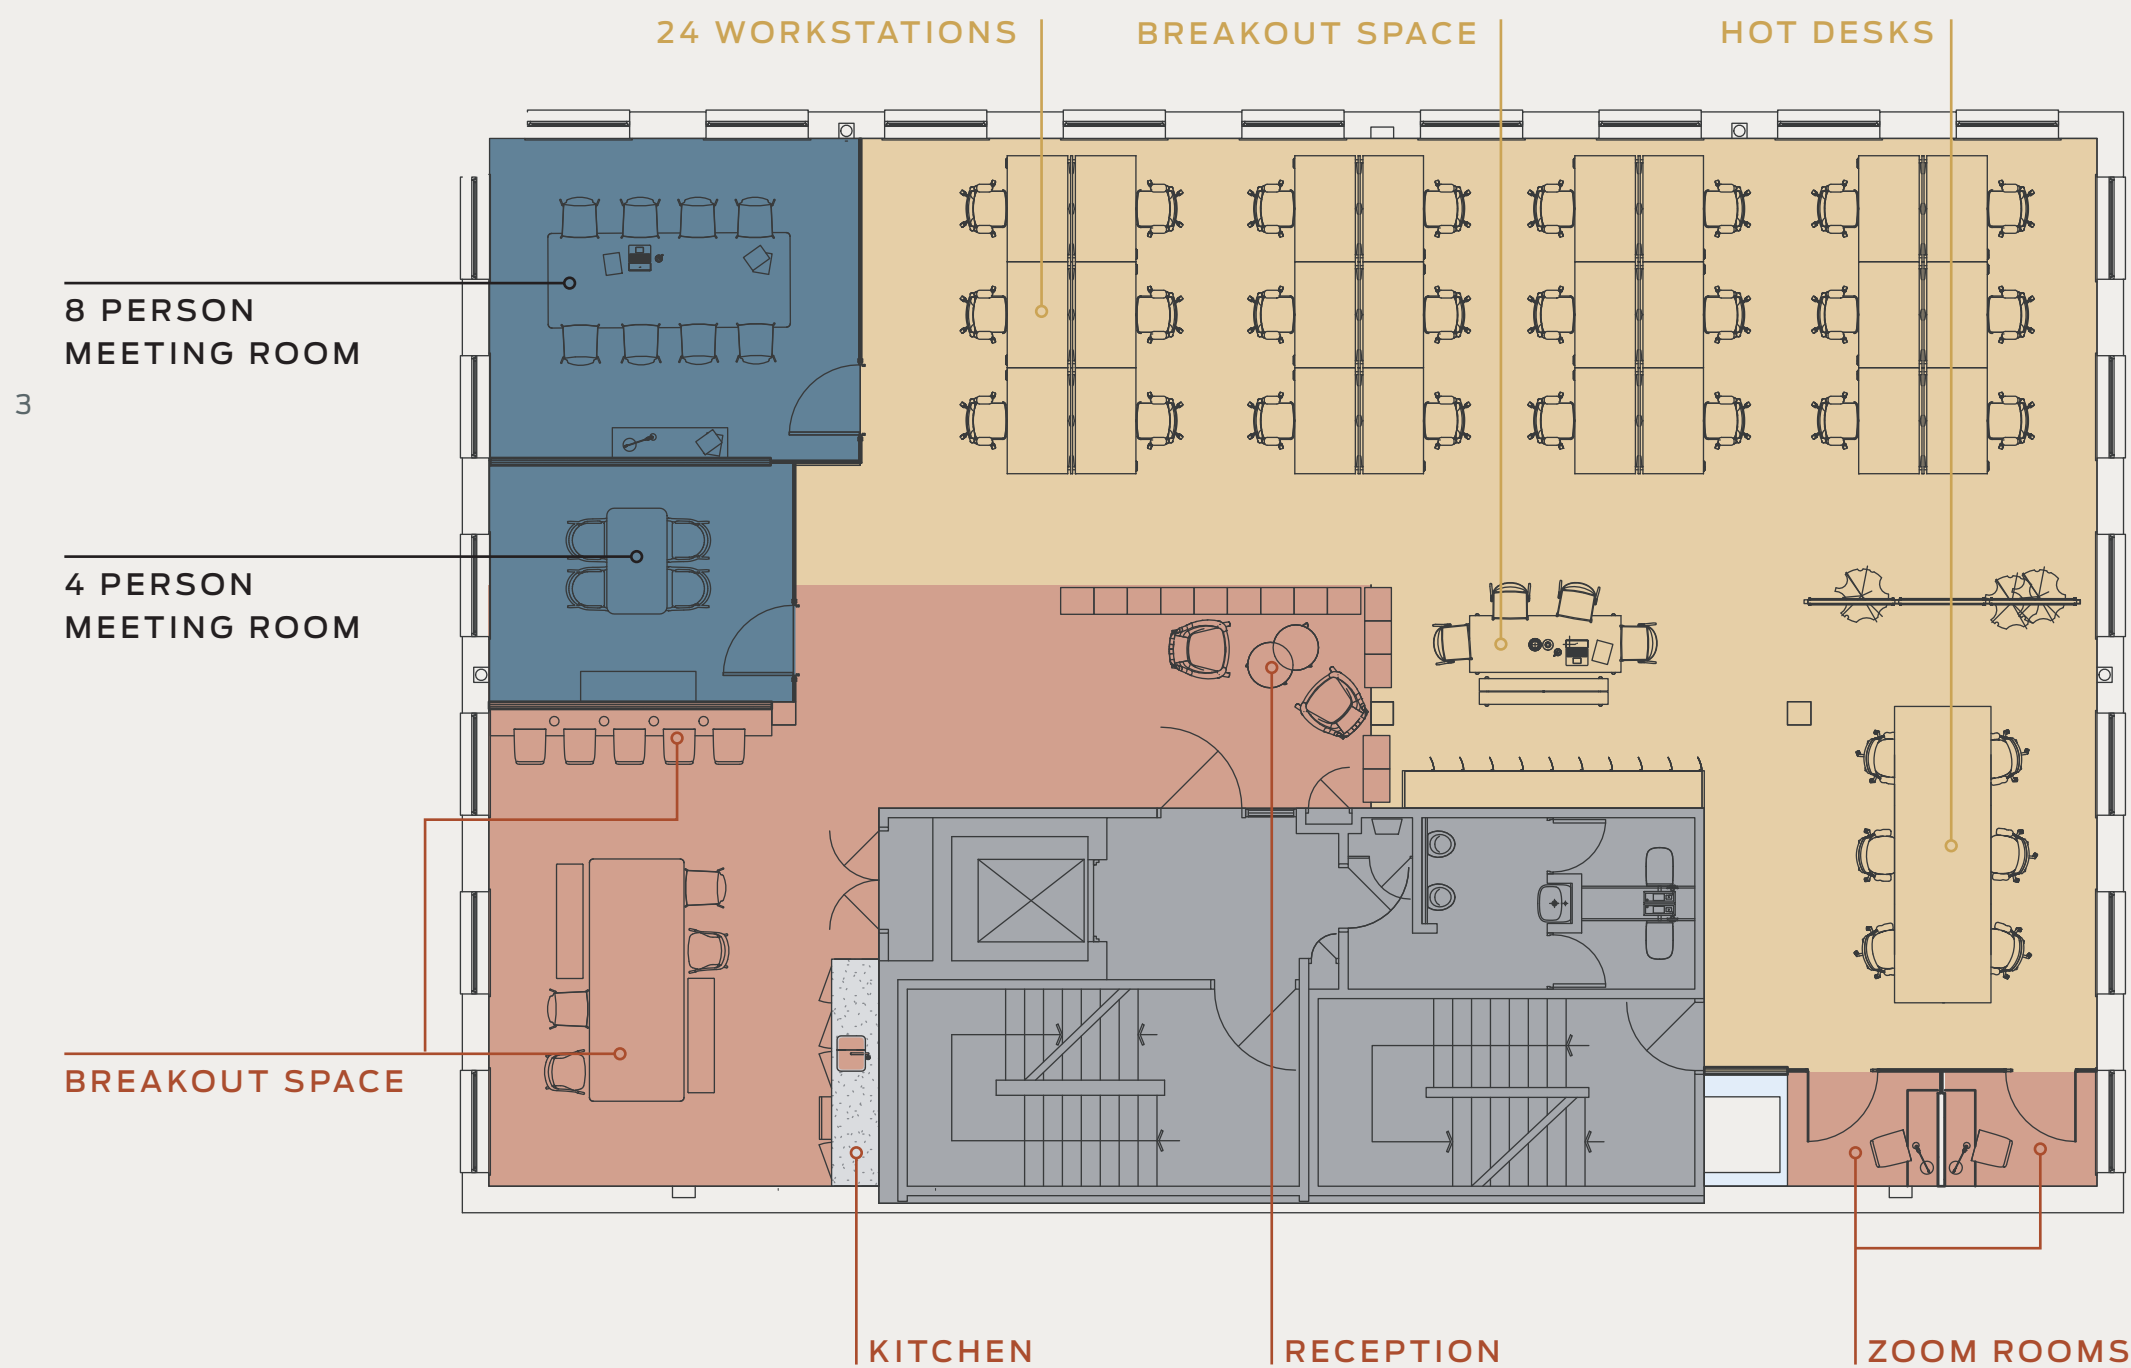 24 WORKSTATIONS
BREAKOUT SPACE
HOT DESKS
8 PERSON
MEETING ROOM
3
4 PERSON
MEETING ROOM
BREAKOUT SPACE
KITCHEN
RECEPTION
ZOOM ROOMS